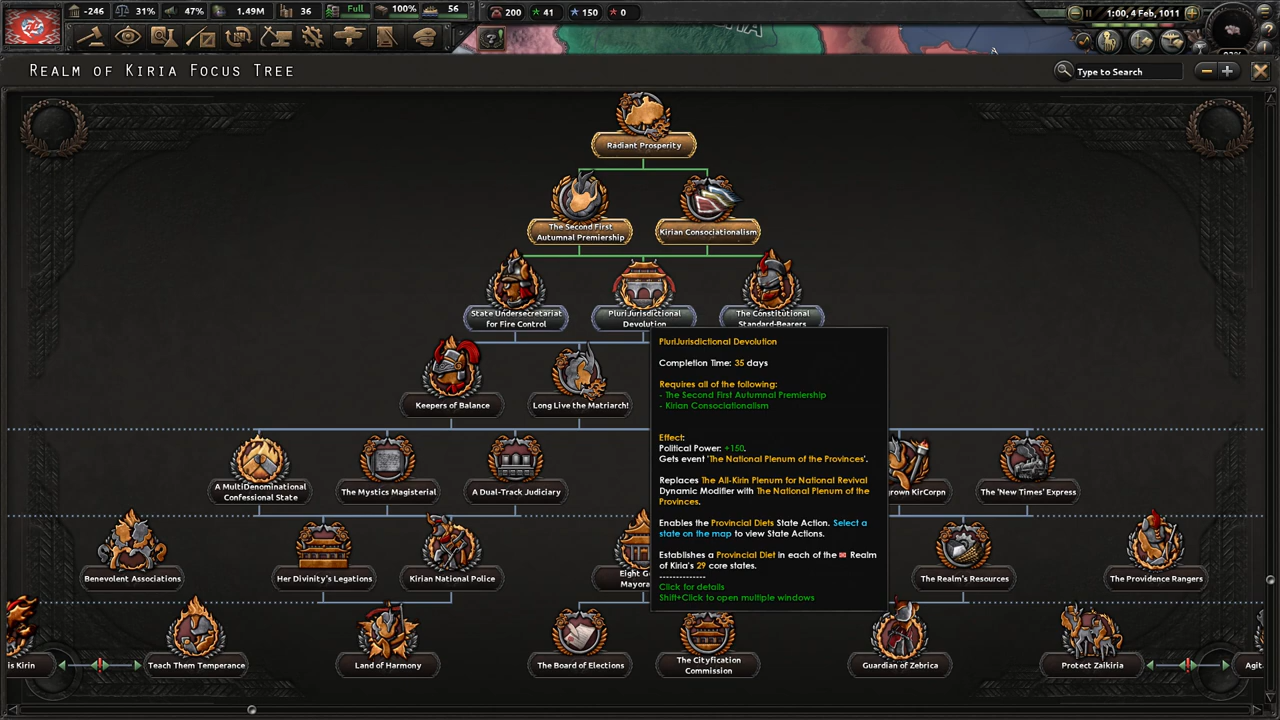 -246
31%
47%
1.49M
36
Full
100%
56
200
41
150
0
1:00, 4 Feb, 1011
Realm of Kiria Focus Tree
Type to Search
Radiant Prosperity
The Second First
Autumnal Premiership
Kirian Consociationalism
State Undersecretariat
for Fire Control
PluriJurisdictional
Devolution
The Constitutional
Standard-Bearers
PluriJurisdictional Devolution
Completion Time: 35 days
Requires all of the following:
- The Second First Autumnal Premiership
- Kirian Consociationalism
Effect:
Political Power: +150.
Gets event 'The National Plenum of the Provinces'.
Replaces The All-Kirin Plenum for National Revival
Dynamic Modifier with The National Plenum of the
Provinces.
Enables the Provincial Diets State Action. Select a
state on the map to view State Actions.
Establishes a Provincial Diet in each of the Realm
of Kiria's 29 core states.
--------------
Click for details
Shift+Click to open multiple windows
Keepers of Balance
Long Live the Matriarch!
A MultiDenominational
Confessional State
The Mystics Magisterial
A Dual-Track Judiciary
grown KirCorpn
The 'New Times' Express
Benevolent Associations
Her Divinity's Legations
Kirian National Police
Eight
Mayora
The Realm's Resources
The Providence Rangers
is Kirin
Teach Them Temperance
Land of Harmony
The Board of Elections
The Cityfication
Commission
Guardian of Zebrica
Protect Zaikiria
Agit